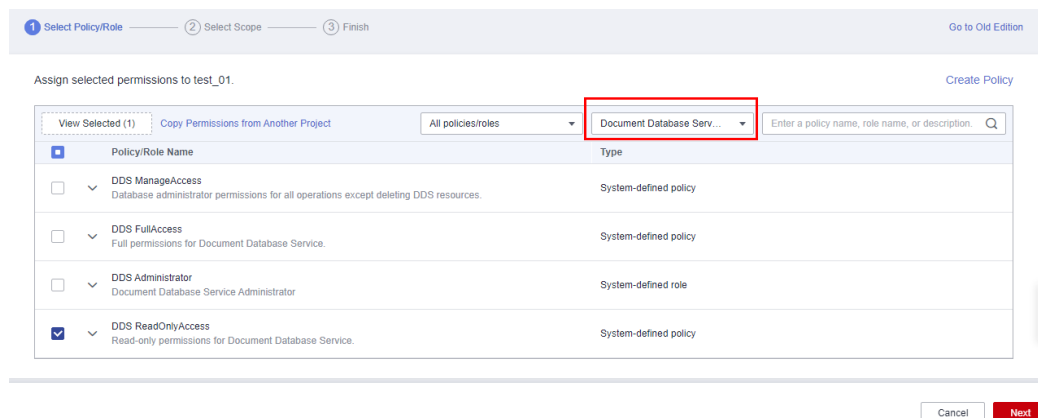 1 Select Policy/Role 2 Select Scope 3 Finish Go to Old Edition
Assign selected permissions to test_01. Create Policy
View Selected (1) Copy Permissions from Another Project All policies/roles Document Database Serv... Enter a policy name, role name, or description.
Policy/Role Name Type
DDS ManageAccess
Database administrator permissions for all operations except deleting DDS resources.
System-defined policy
DDS FullAccess
Full permissions for Document Database Service.
System-defined policy
DDS Administrator
Document Database Service Administrator
System-defined role
DDS ReadOnlyAccess
Read-only permissions for Document Database Service.
System-defined policy
Cancel Next